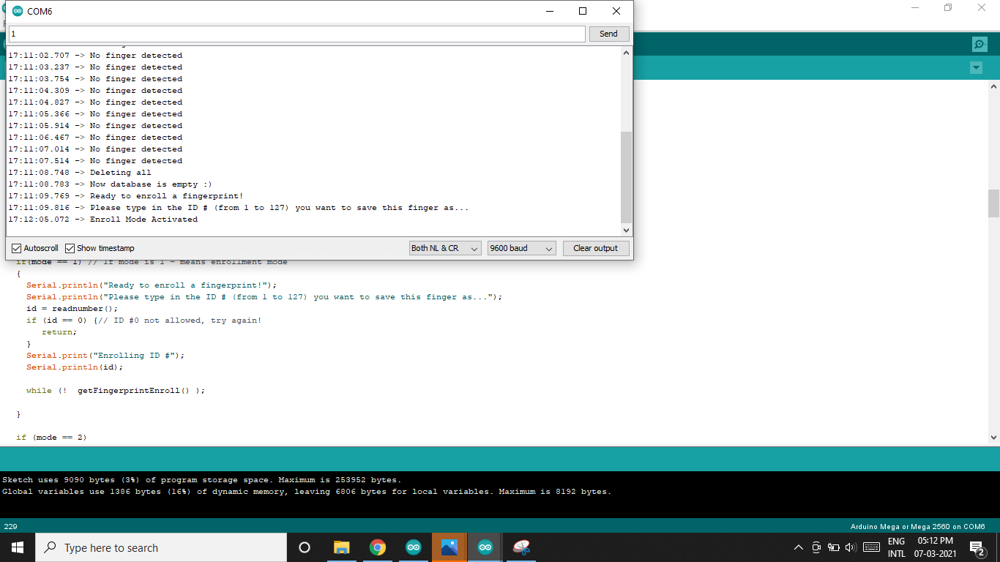 COM6
1
Send
17:11:02.707 -> No finger detected
17:11:03.237 -> No finger detected
17:11:03.754 -> No finger detected
17:11:04.309 -> No finger detected
17:11:04.827 -> No finger detected
17:11:05.366 -> No finger detected
17:11:05.914 -> No finger detected
17:11:06.467 -> No finger detected
17:11:07.014 -> No finger detected
17:11:07.514 -> No finger detected
17:11:08.748 -> Deleting all
17:11:08.783 -> Now database is empty :)
17:11:09.769 -> Ready to enroll a fingerprint!
17:11:09.816 -> Please type in the ID # (from 1 to 127) you want to save this finger as...
17:12:05.072 -> Enroll Mode Activated
Autoscroll Show timestamp Both NL & CR 9600 baud Clear output
if(mode == 1) // If mode is 1 - means enrollment mode
{
Serial.println("Ready to enroll a fingerprint!");
Serial.println("Please type in the ID # (from 1 to 127) you want to save this finger as...");
id = readnumber();
if (id == 0) {// ID #0 not allowed, try again!
return;
}
Serial.print("Enrolling ID #");
Serial.println(id);
while (!  getFingerprintEnroll() );
}
if (mode == 2)
Sketch uses 9090 bytes (3%) of program storage space. Maximum is 253952 bytes.
Global variables use 1386 bytes (16%) of dynamic memory, leaving 6806 bytes for local variables. Maximum is 8192 bytes.
229 Arduino Mega or Mega 2560 on COM6
Type here to search
ENG 05:12 PM
INTL 07-03-2021
2